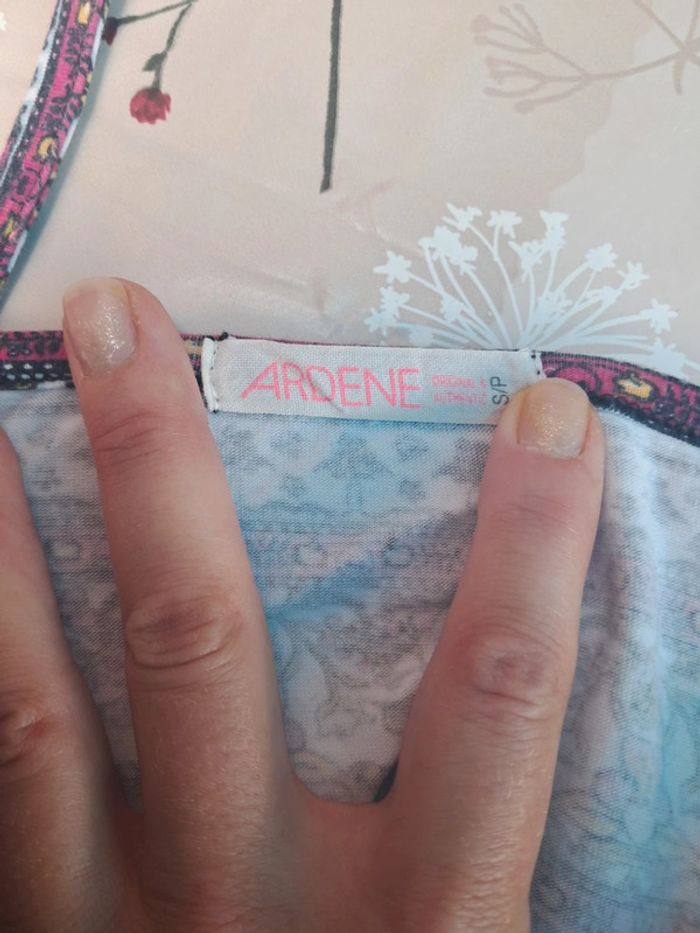 ARDENE
ORIGINAL &
AUTHENTIC
S/P